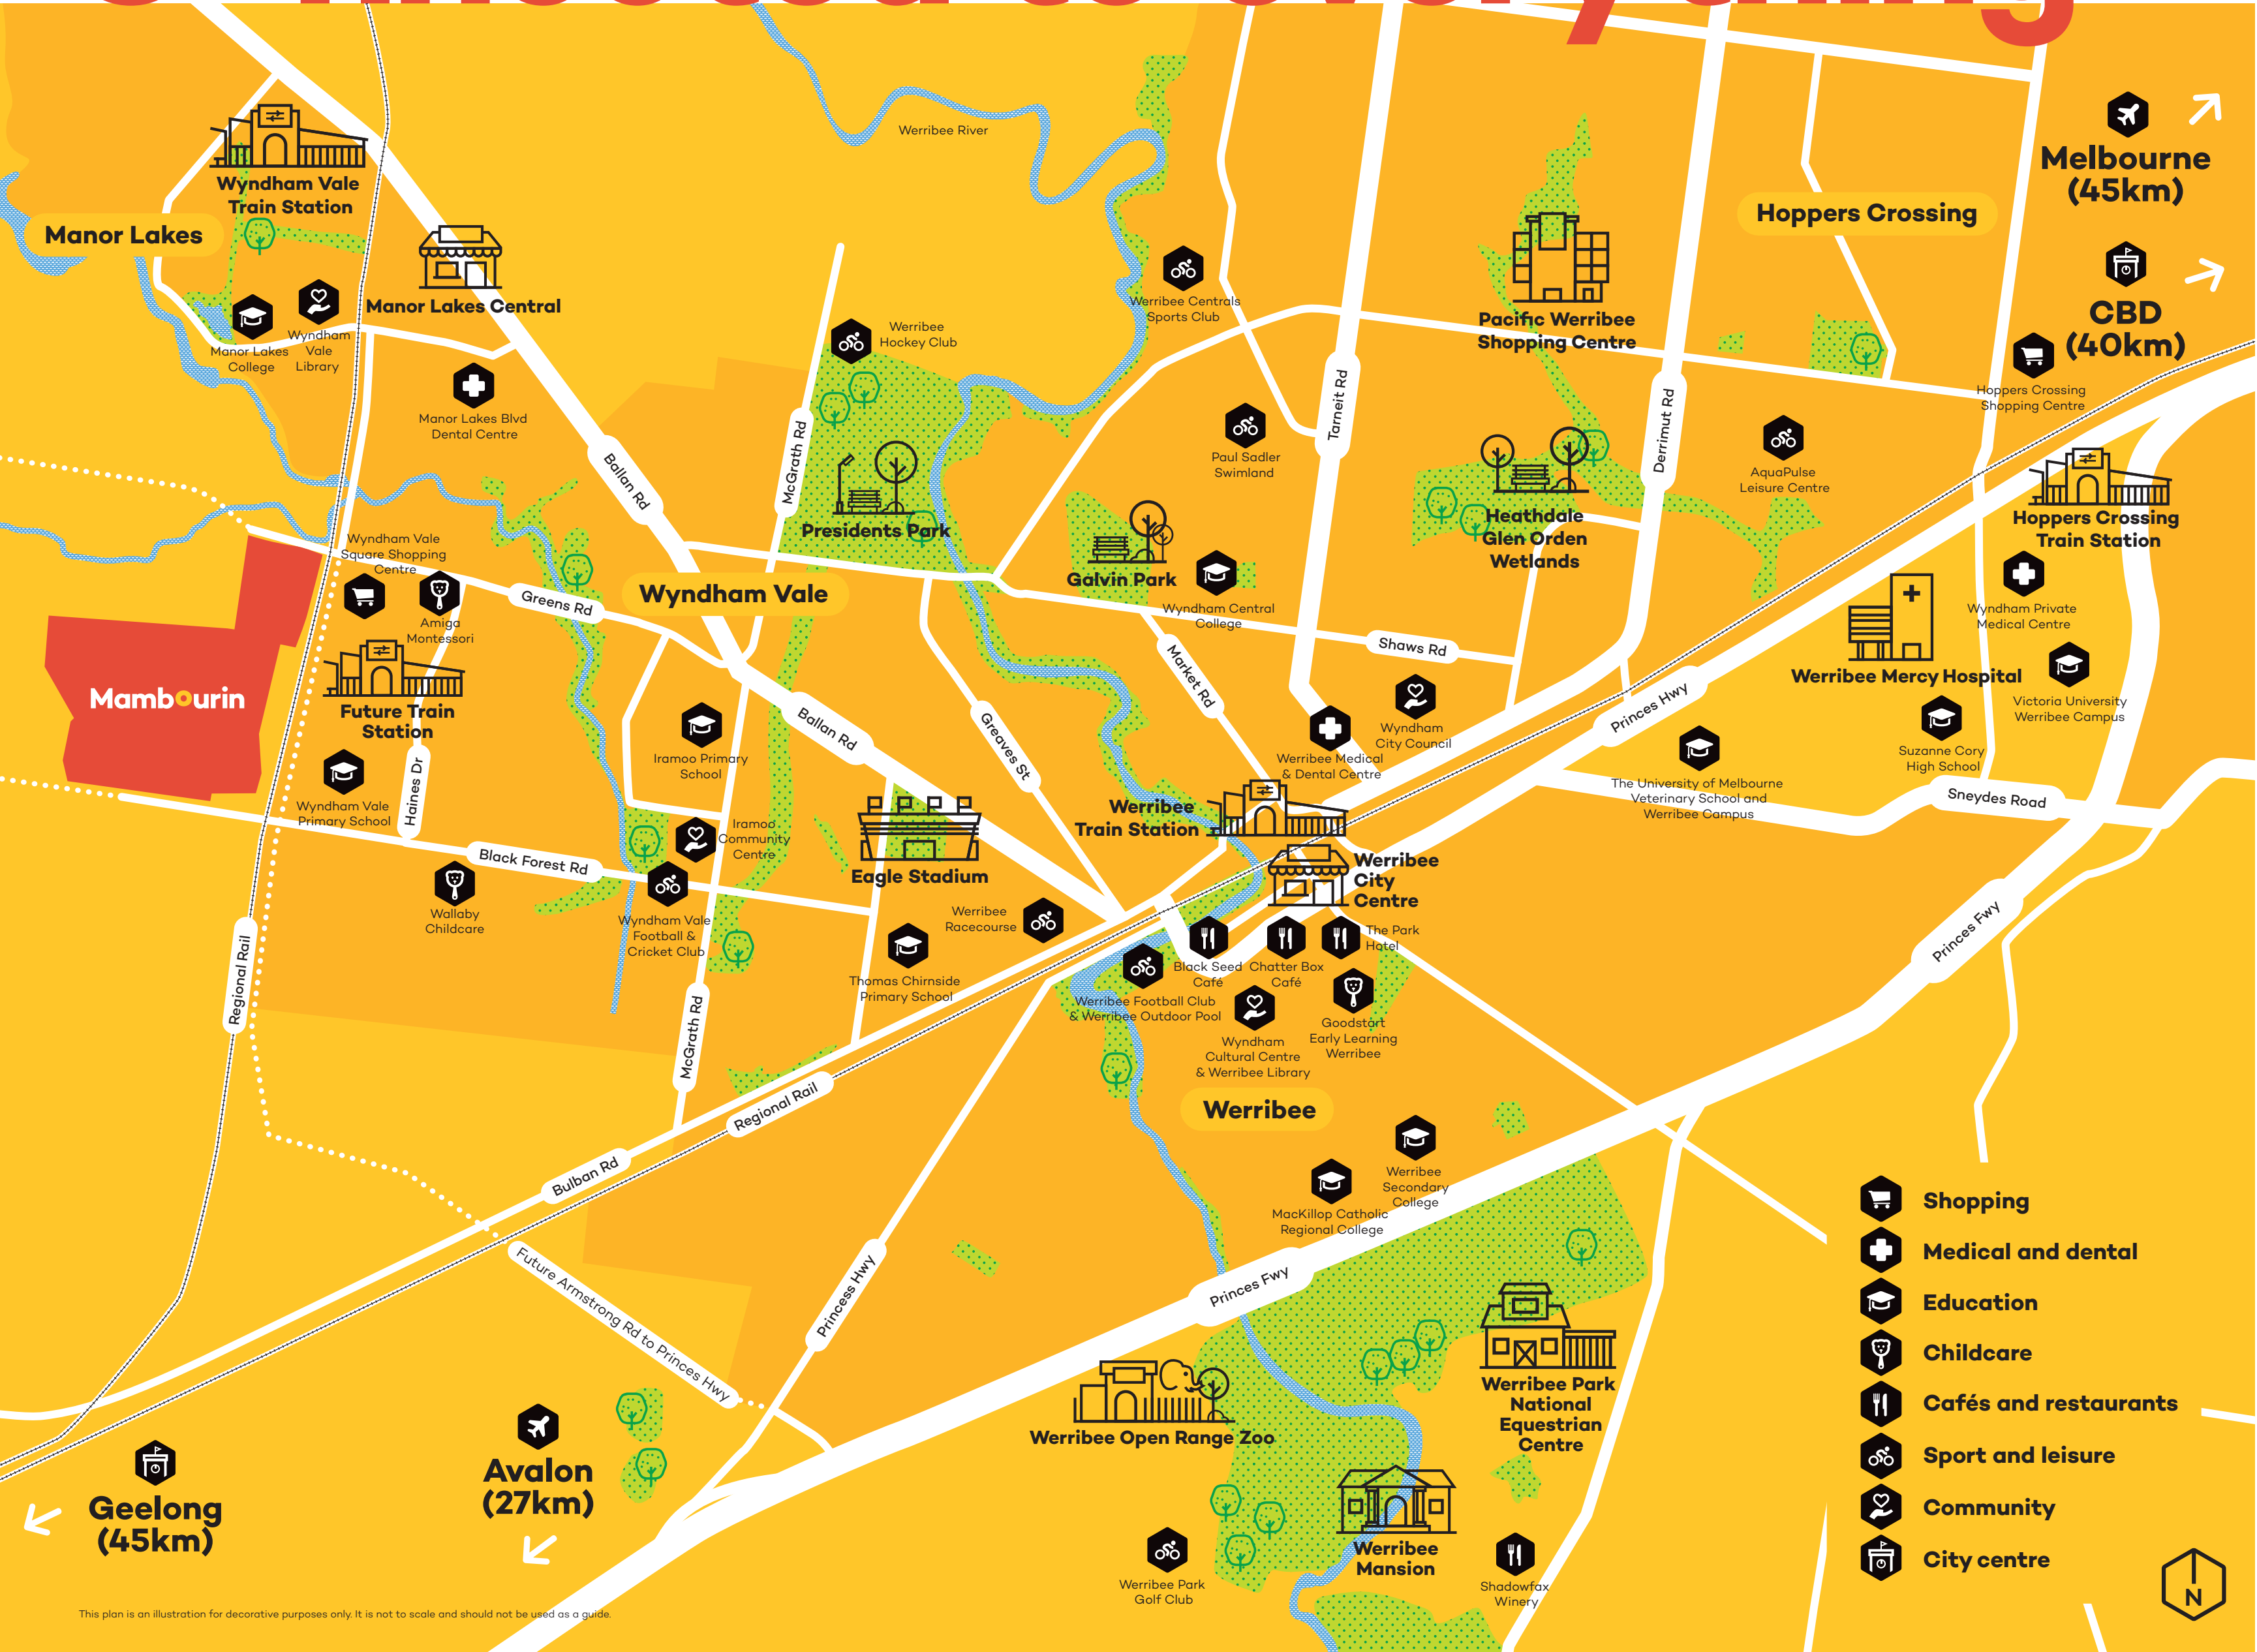 Werribee River
Wyndham Vale
Train Station
Manor Lakes
Manor Lakes Central
Manor Lakes
College
Wyndham
Vale
Library
Manor Lakes Blvd
Dental Centre
Werribee
Hockey Club
Werribee Centrals
Sports Club
Pacific Werribee
Shopping Centre
Hoppers Crossing
Melbourne
(45km)
CBD
(40km)
Hoppers Crossing
Shopping Centre
Ballan Rd
McGrath Rd
Presidents Park
Paul Sadler
Swimland
Tarneit Rd
Derrimut Rd
AquaPulse
Leisure Centre
Heathdale
Glen Orden
Wetlands
Hoppers Crossing
Train Station
Galvin Park
Wyndham Central
College
Wyndham Vale
Square Shopping
Centre
Amiga
Montessori
Greens Rd
Wyndham Vale
Mambourin
Future Train
Station
Wyndham Vale
Primary School
Haines Dr
Iramoo Primary
School
Ballan Rd
Greaves St
Market Rd
Shaws Rd
Werribee Medical
& Dental Centre
Wyndham
City Council
Princes Hwy
Wyndham Private
Medical Centre
Werribee Mercy Hospital
Victoria University
Werribee Campus
Suzanne Cory
High School
The University of Melbourne
Veterinary School and
Werribee Campus
Sneydes Road
Black Forest Rd
Iramoo
Community
Centre
Wallaby
Childcare
Wyndham Vale
Football &
Cricket Club
Eagle Stadium
Werribee
Train Station
Werribee
City
Centre
Werribee
Racecourse
Thomas Chirnside
Primary School
Black Seed
Café
Chatter Box
Café
The Park
Hotel
Werribee Football Club
& Werribee Outdoor Pool
Wyndham
Cultural Centre
& Werribee Library
Goodstart
Early Learning
Werribee
Princes Fwy
Regional Rail
McGrath Rd
Regional Rail
Bulban Rd
Werribee
Werribee
Secondary
College
MacKillop Catholic
Regional College
Future Armstrong Rd to Princes Hwy
Princess Hwy
Princes Fwy
Werribee Open Range Zoo
Werribee Park
National
Equestrian
Centre
Werribee
Mansion
Werribee Park
Golf Club
Shadowfax
Winery
Geelong
(45km)
Avalon
(27km)
Shopping
Medical and dental
Education
Childcare
Cafés and restaurants
Sport and leisure
Community
City centre
N
This plan is an illustration for decorative purposes only. It is not to scale and should not be used as a guide.